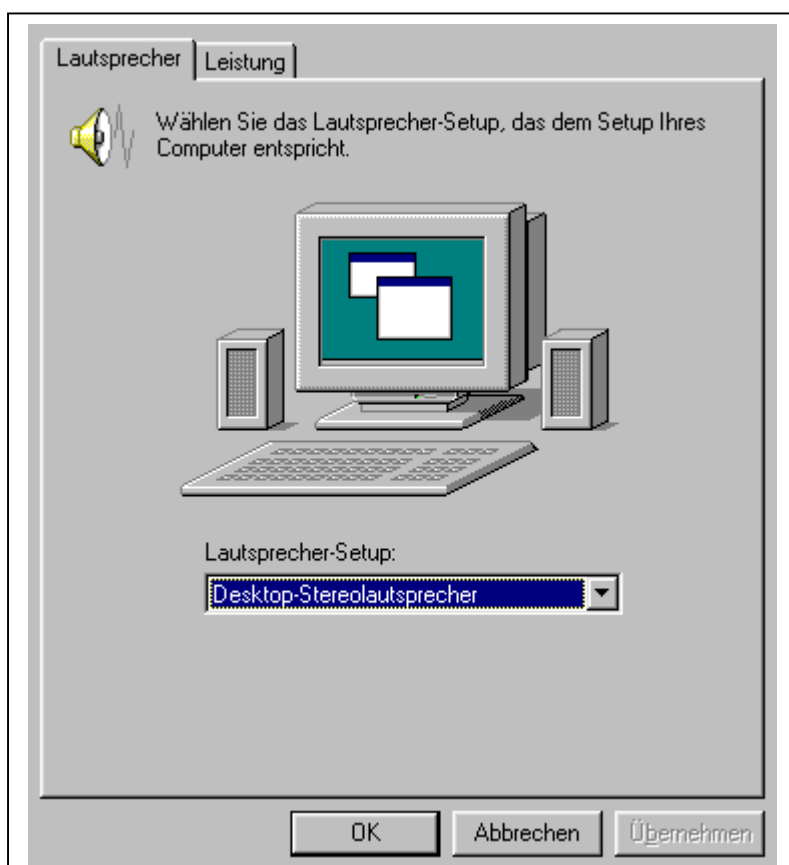 Lautsprecher Leistung
Wählen Sie das Lautsprecher-Setup, das dem Setup Ihres
Computer entspricht.
Lautsprecher-Setup:
Desktop-Stereolautsprecher
OK Abbrechen Übernehmen